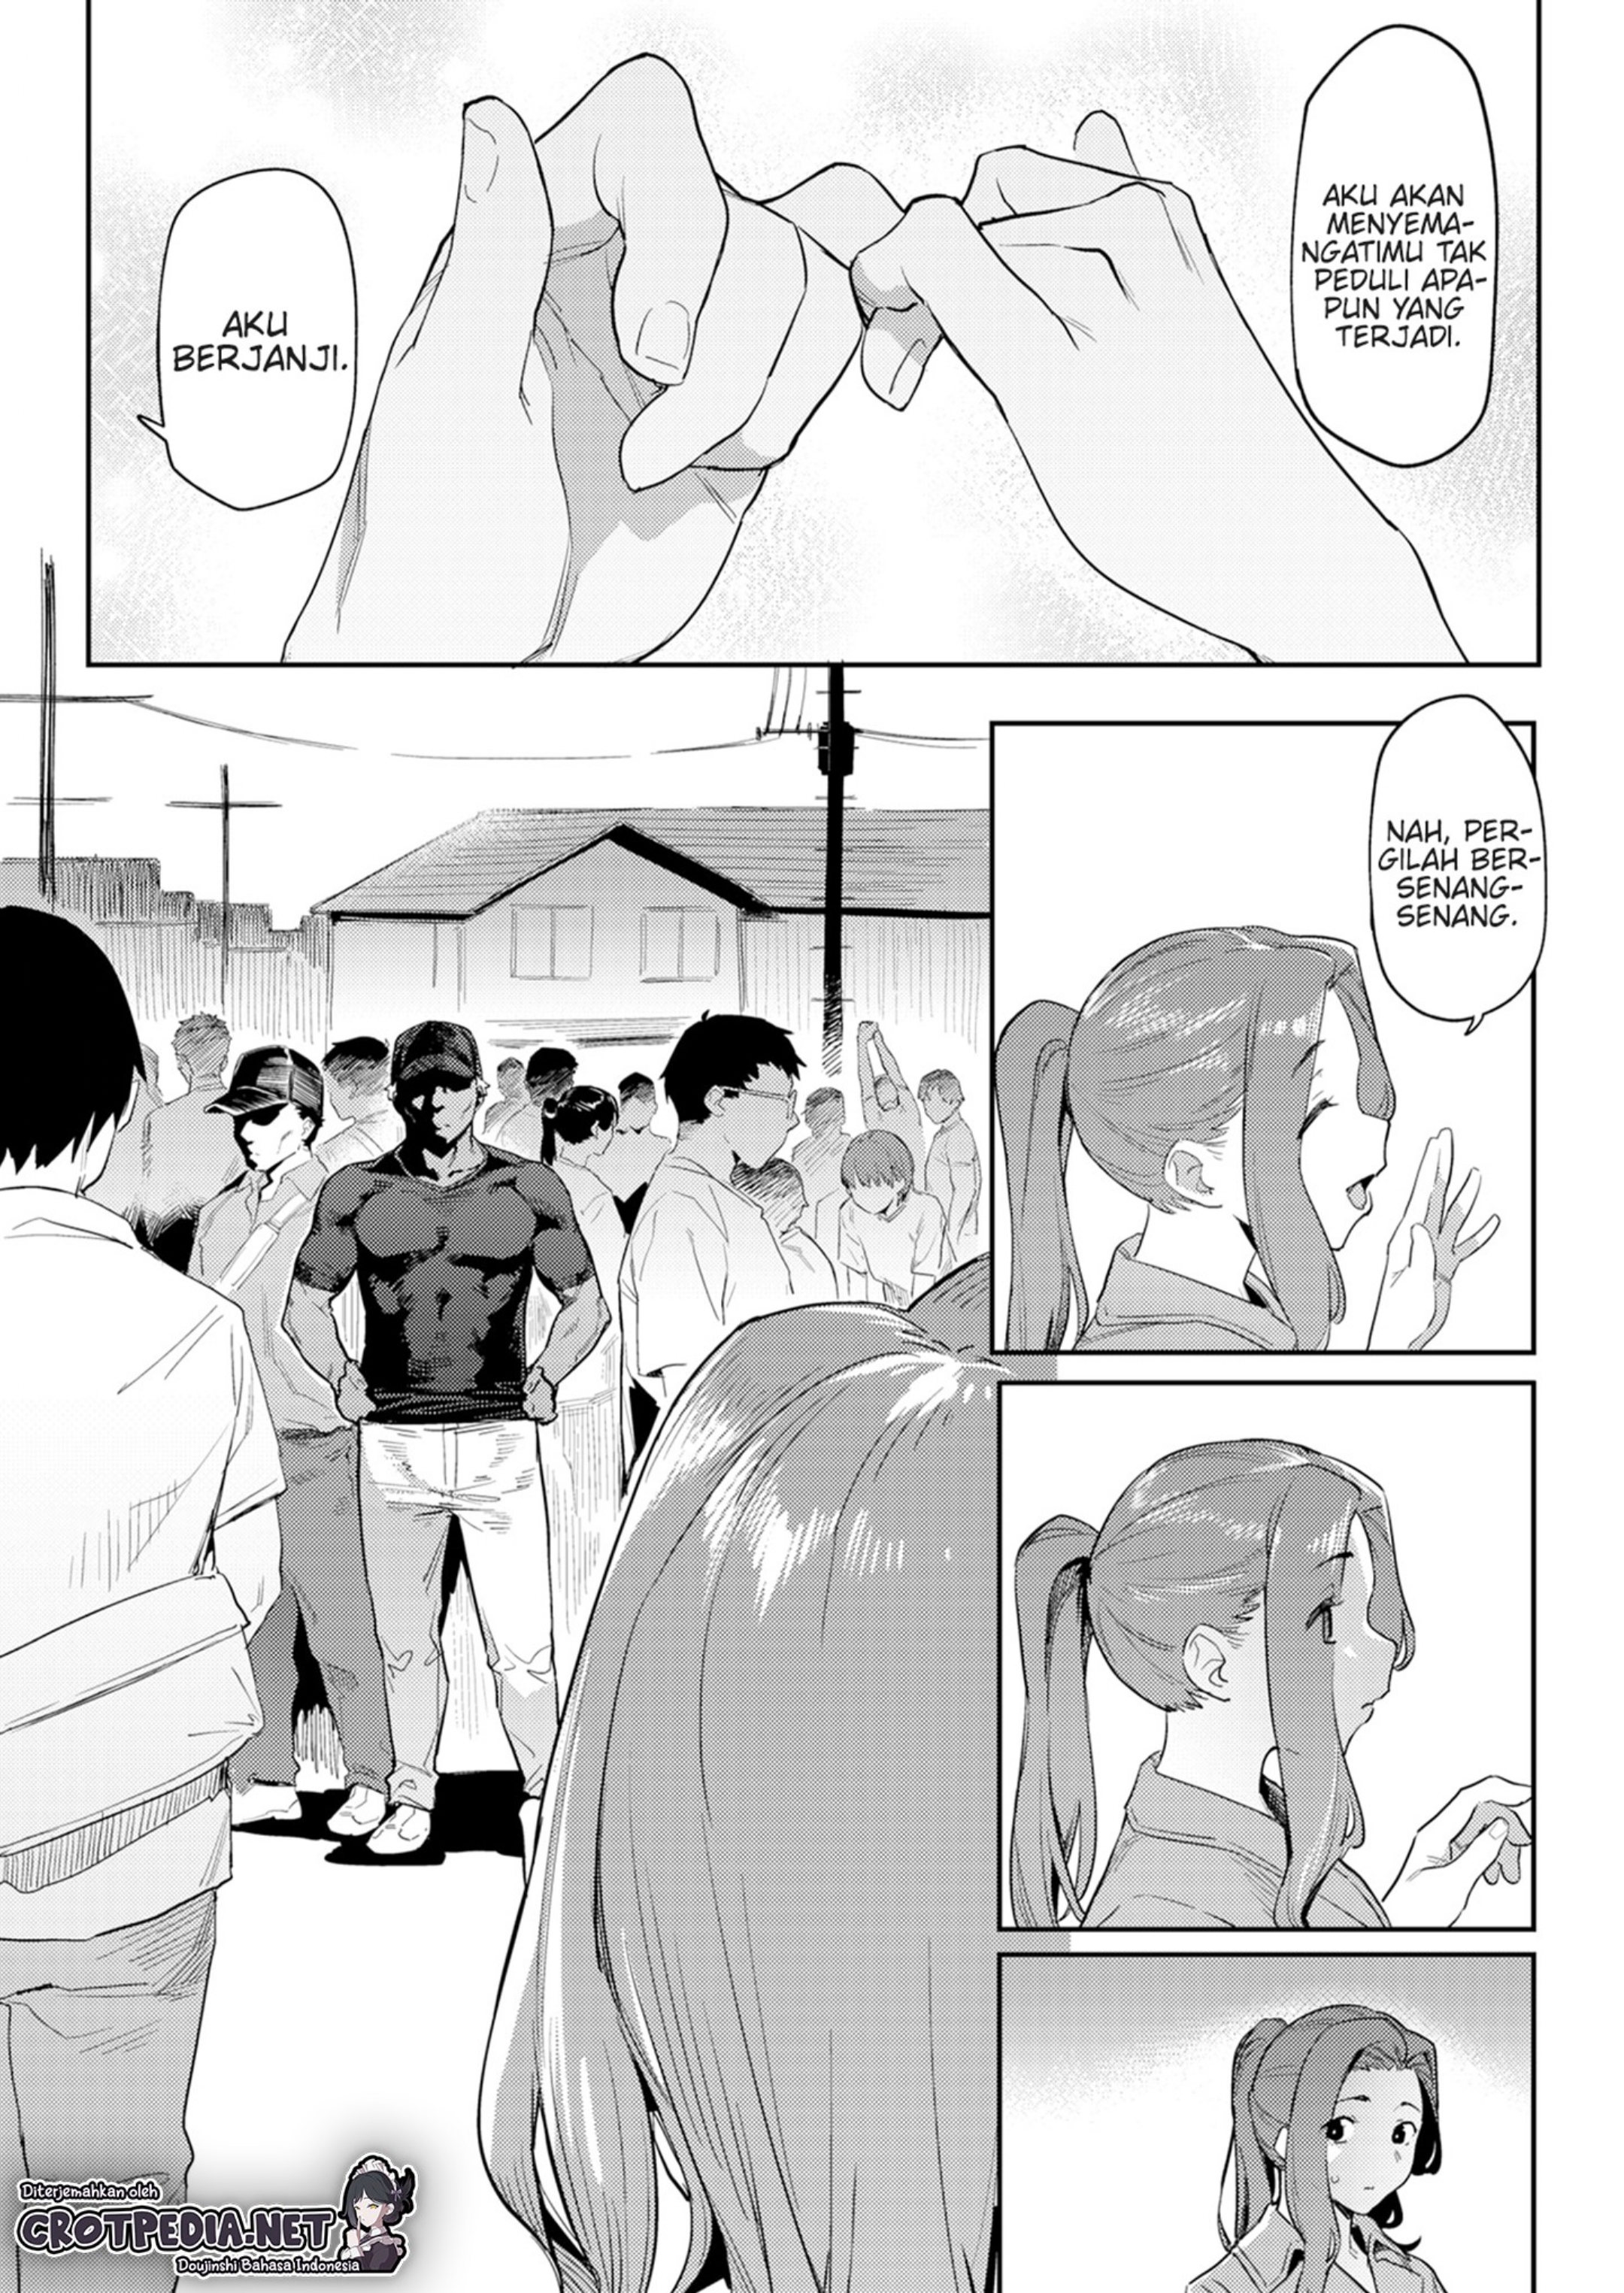 AKU AKAN
MENYEMA-
NGATIMU TAK
PEDULI APA-
PUN YANG
TERJADI.
AKU
BERJANJI.
NAH, PER-
GILAH BER-
SENANG-
SENANG.
Diterjemahkan oleh
CROTPEDIA.NET
Doujinshi Bahasa Indonesia